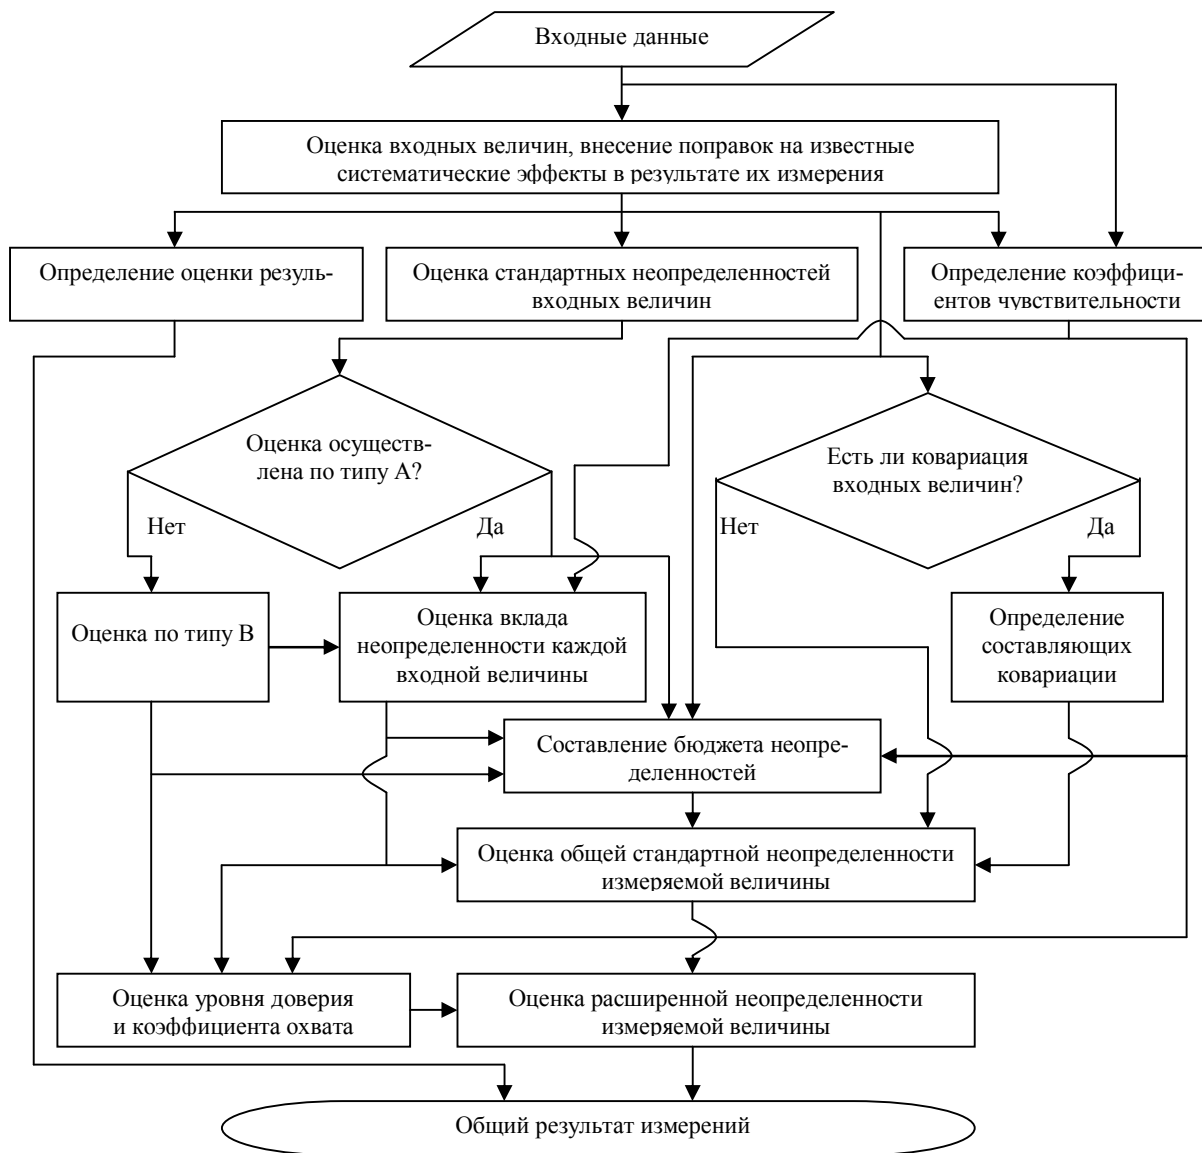 Входные данные
Оценка входных величин, внесение поправок на известные
систематические эффекты в результате их измерения
Определение оценки резуль-
Оценка стандартных неопределенностей
входных величин
Определение коэффици-
ентов чувствительности
Оценка осуществ-
лена по типу А?
Есть ли ковариация
входных величин?
Нет
Да
Нет
Да
Оценка по типу В
Оценка вклада
неопределенности каждой
входной величины
Определение
составляющих
ковариации
Составление бюджета неопре-
деленностей
Оценка общей стандартной неопределенности
измеряемой величины
Оценка уровня доверия
и коэффициента охвата
Оценка расширенной неопределенности
измеряемой величины
Общий результат измерений